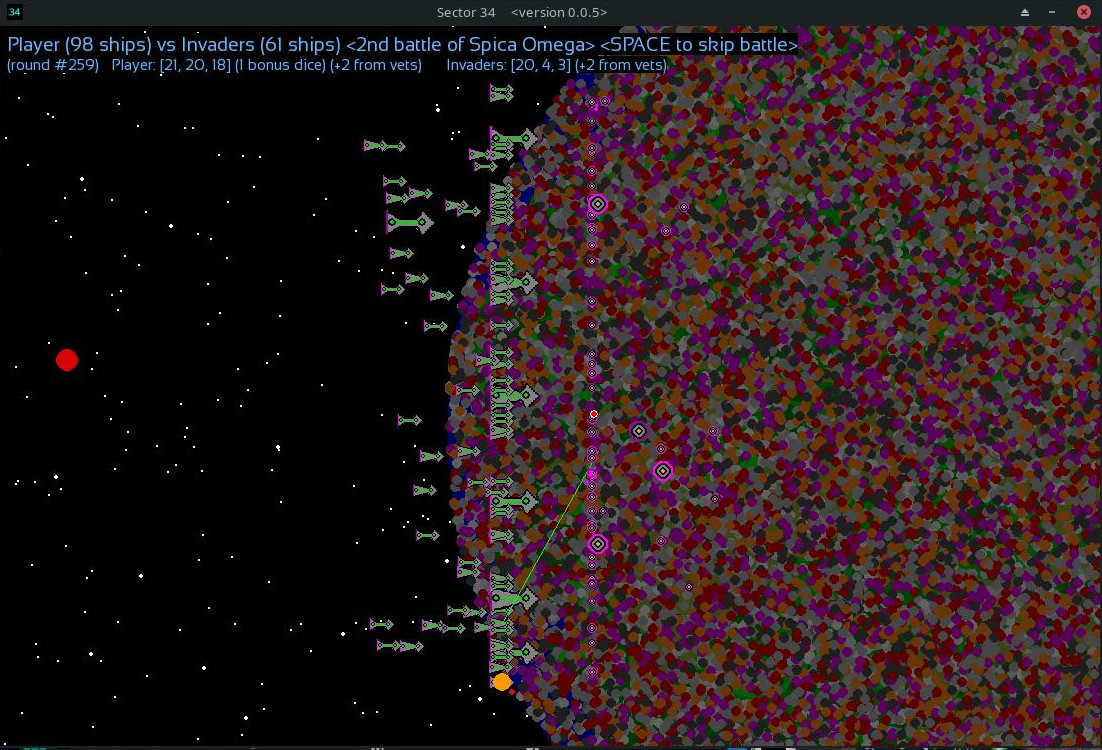 34
Sector 34 <version 0.0.5>
Player (98 ships) vs Invaders (61 ships) <2nd battle of Spica Omega> <SPACE to skip battle>
(round #259) Player: [21, 20, 18] (1 bonus dice) (+2 from vets) Invaders: [20, 4, 3] (+2 from vets)